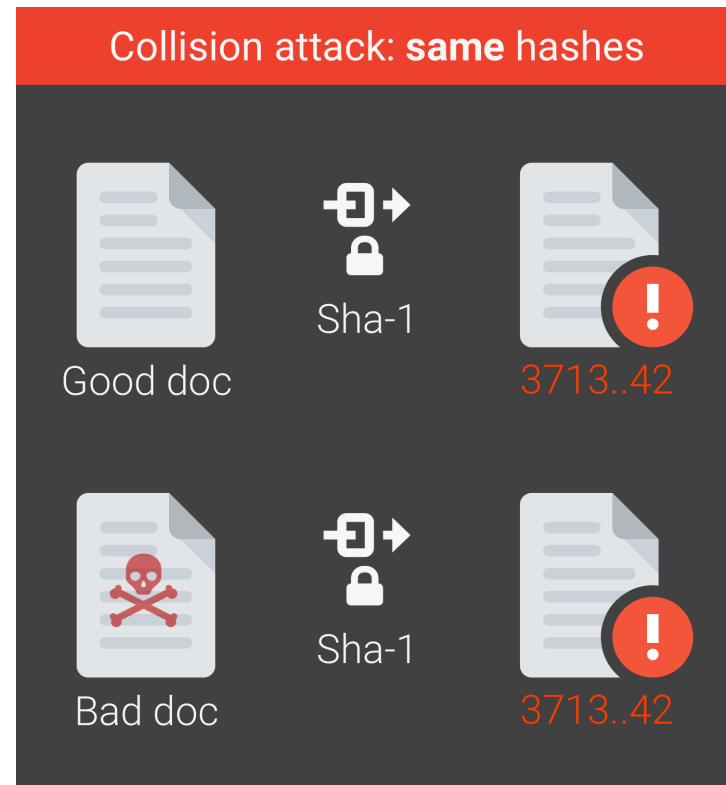 Collision attack: same hashes
Sha-1
Good doc
3713..42
Sha-1
Bad doc
3713..42